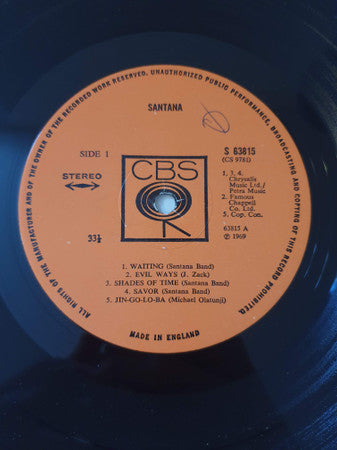 ALL RIGHTS OF THE MANUFACTURER AND OF THE OWNER OF THE RECORDED WORK RESERVED. UNAUTHORIZED PUBLIC PERFORMANCE, BROADCASTING AND COPYING OF THIS RECORD PROHIBITED.
SANTANA
SIDE 1
STEREO
33⅓
CBS
S 63815
(CS 9781)
1, 3, 4.
Chrysalis
Music Ltd./
Petra Music
2. Famous
Chappell
Co. Ltd.
5. Cop. Con.
63815 A
℗ 1969
1. WAITING (Santana Band)
2. EVIL WAYS (J. Zack)
3. SHADES OF TIME (Santana Band)
4. SAVOR (Santana Band)
5. JIN-GO-LO-BA (Michael Olatunji)
MADE IN ENGLAND